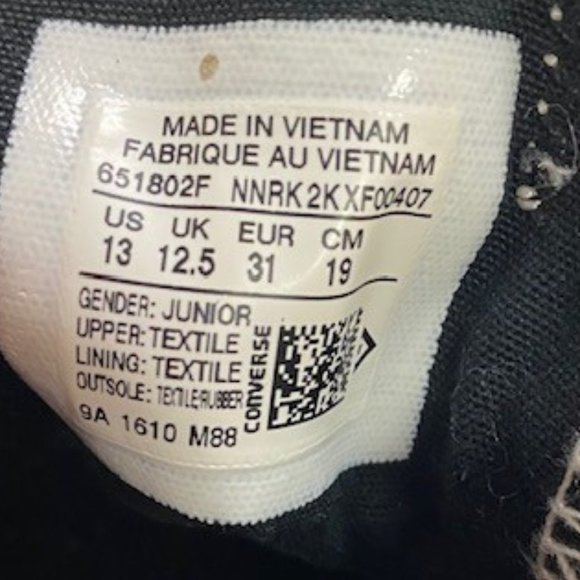 MADE IN VIETNAM
FABRIQUE AU VIETNAM
651802F NNRK2KXF00407
US UK EUR CM
13 12.5 31 19
GENDER: JUNIOR
UPPER: TEXTILE
LINING: TEXTILE
OUTSOLE: TEXTILE/RUBBER
9A 1610 M88
CONVERSE